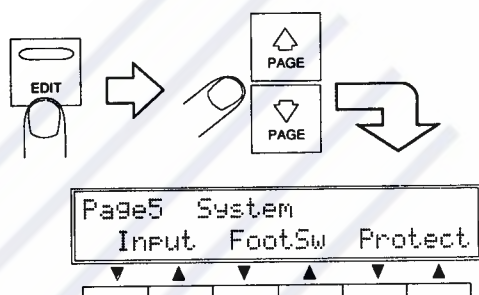 EDIT
PAGE
PAGE
Page5 System
Input FootSw Protect